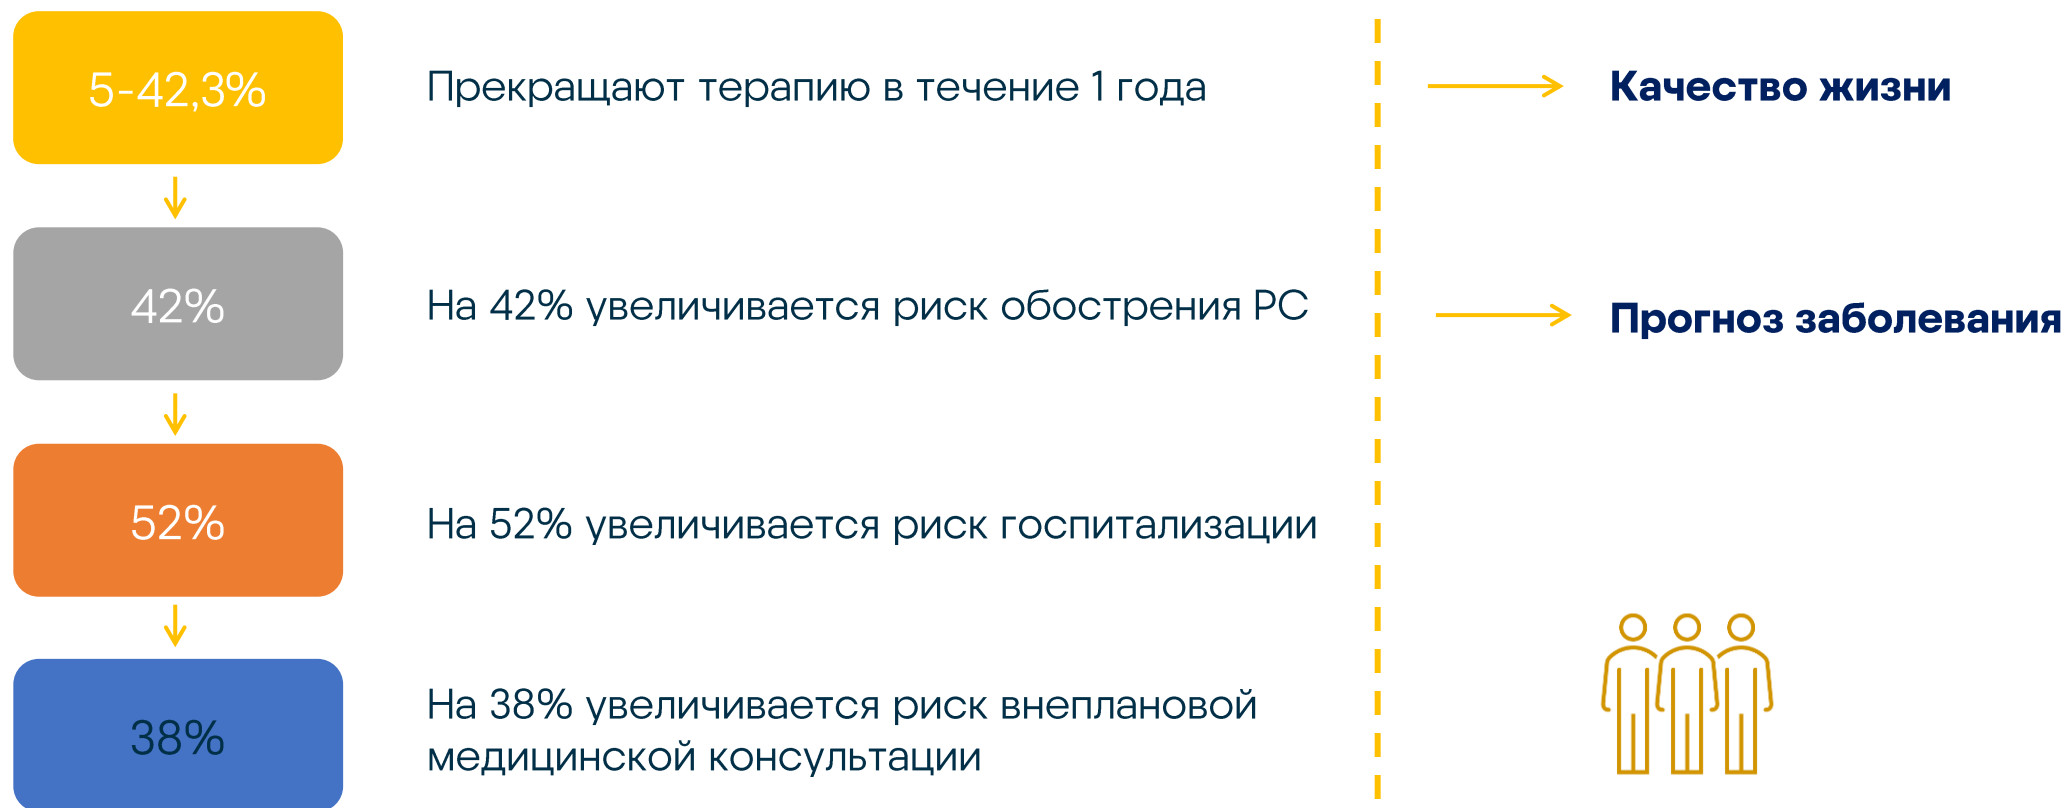 5-42,3%
Прекращают терапию в течение 1 года
Качество жизни
42%
На 42% увеличивается риск обострения РС
Прогноз заболевания
52%
На 52% увеличивается риск госпитализации
38%
На 38% увеличивается риск внеплановой
медицинской консультации